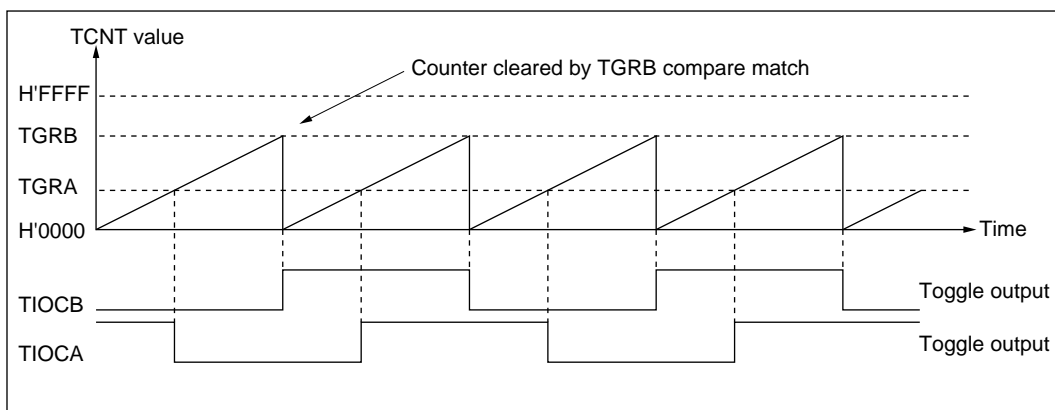 TCNT value
Counter cleared by TGRB compare match
H'FFFF
TGRB
TGRA
H'0000
Time
TIOCB
Toggle output
TIOCA
Toggle output